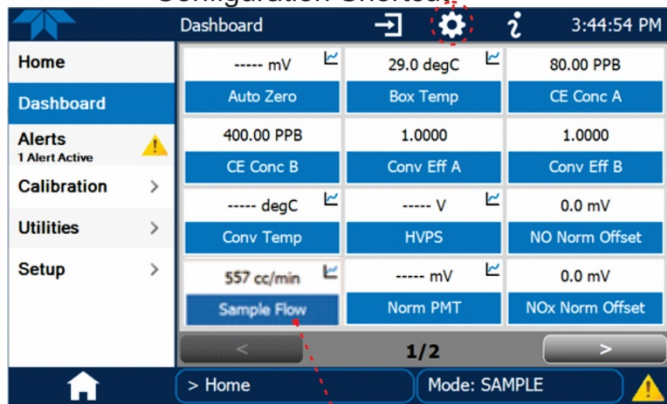 Configuration Shortcut
Dashboard
3:44:54 PM
Home
Dashboard
Alerts
1 Alert Active
Calibration >
Utilities >
Setup >
----- mV
Auto Zero
29.0 degC
Box Temp
80.00 PPB
CE Conc A
400.00 PPB
CE Conc B
1.0000
Conv Eff A
1.0000
Conv Eff B
----- degC
Conv Temp
----- V
HVPS
0.0 mV
NO Norm Offset
557 cc/min
Sample Flow
----- mV
Norm PMT
0.0 mV
NOx Norm Offset
<
1/2
>
> Home
Mode: SAMPLE